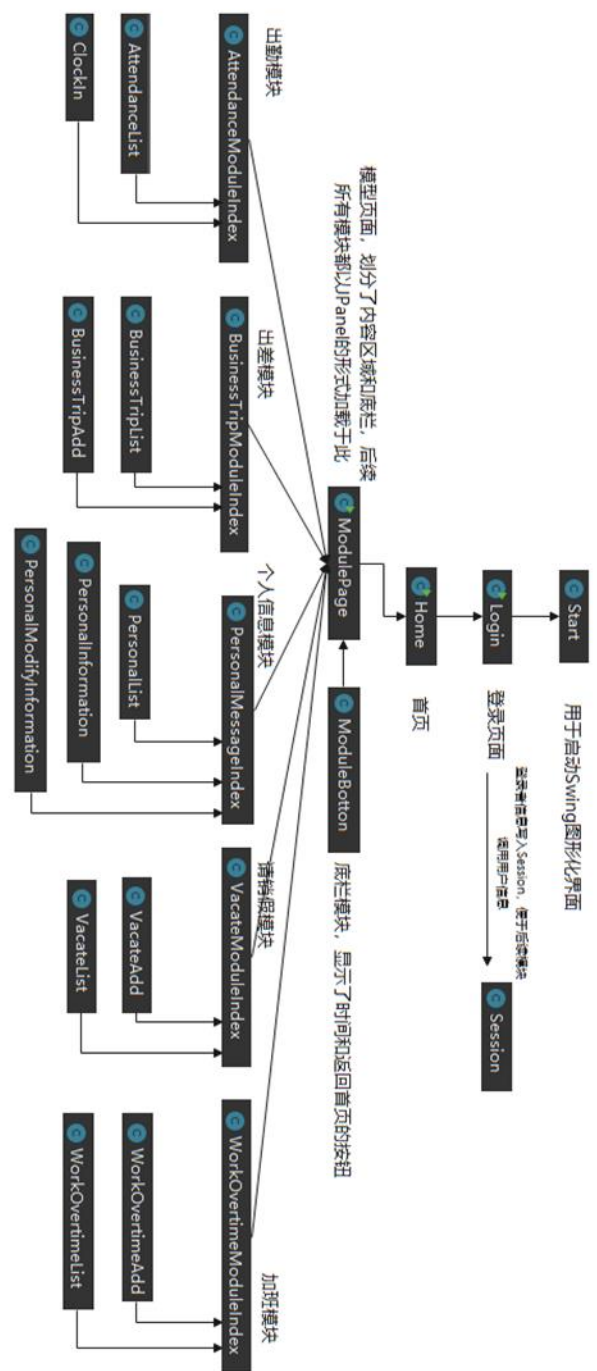 Start
用于启动Swing图形化界面
Login
登录页面
登录者信息写入Session，便于后续模块
调用用户信息
Session
Home
首页
模型页面，划分了内容区域和底栏，后续
所有模块都以JPanel的形式加载于此
ModulePage
ModuleBotton
底栏模块，显示了时间和返回首页的按钮
出勤模块
AttendanceModuleIndex
AttendanceList
ClockIn
出差模块
BusinessTripModuleIndex
BusinessTripList
BusinessTripAdd
个人信息模块
PersonalMessageIndex
PersonalList
PersonalInformation
PersonalModifyInformation
请销假模块
VacateModuleIndex
VacateAdd
VacateList
加班模块
WorkOvertimeModuleIndex
WorkOvertimeAdd
WorkOvertimeList